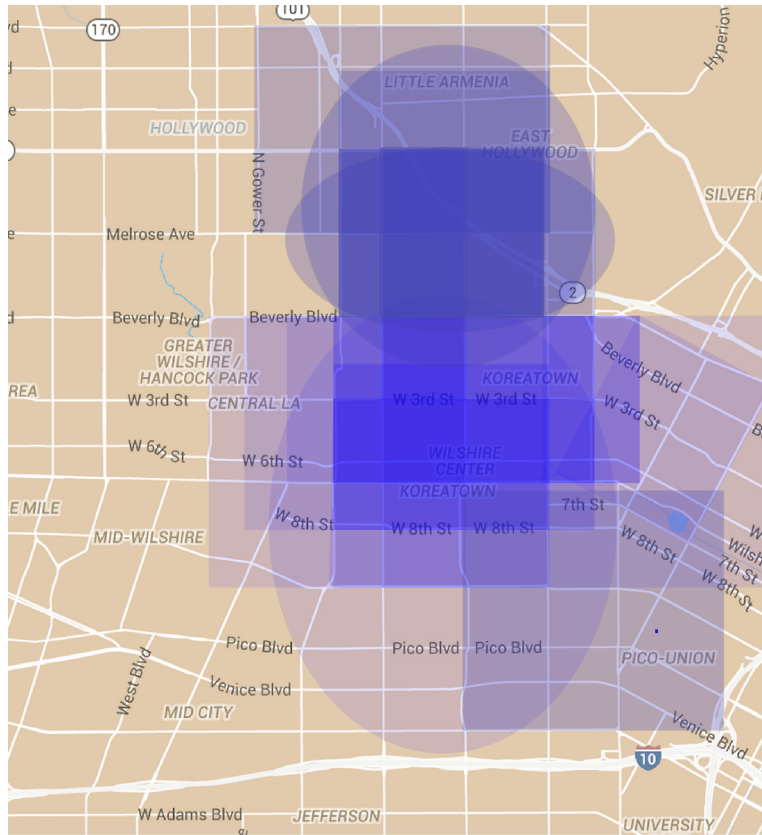 101
170
vd
Hyperion
LITTLE ARMENIA
HOLLYWOOD
EAST
HOLLYWOOD
N Gower St
SILVER
Melrose Ave
2
Beverly Blvd
Beverly Blvd
Beverly Blvd
GREATER
WILSHIRE /
HANCOCK PARK
KOREATOWN
REA
W 3rd St
CENTRAL LA
W 3rd St
W 3rd St
W 3rd St
W 6th St
W 6th St
WILSHIRE
CENTER
KOREATOWN
E MILE
7th St
W 8th St
W 8th St
W 8th St
W 8th St
MID-WILSHIRE
Wilsh
7th St
W 8th St
Pico Blvd
Pico Blvd
Pico Blvd
PICO-UNION
West Blvd
Venice Blvd
MID CITY
Venice Blvd
10
W Adams Blvd
JEFFERSON
UNIVERSITY